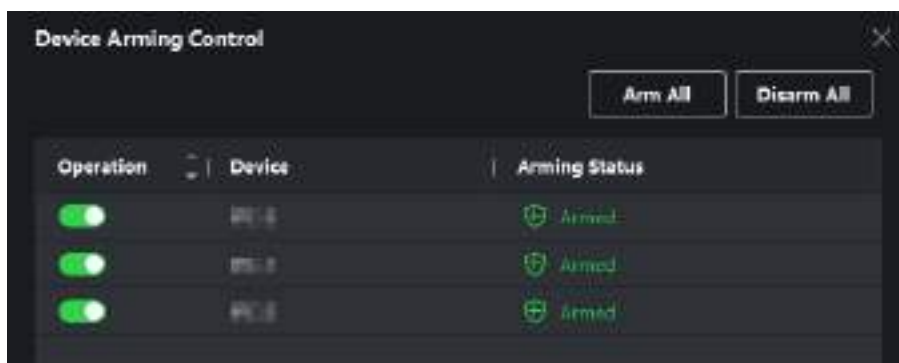 Device Arming Control
Arm All Disarm All
Operation Device Arming Status
Armed
Armed
Armed